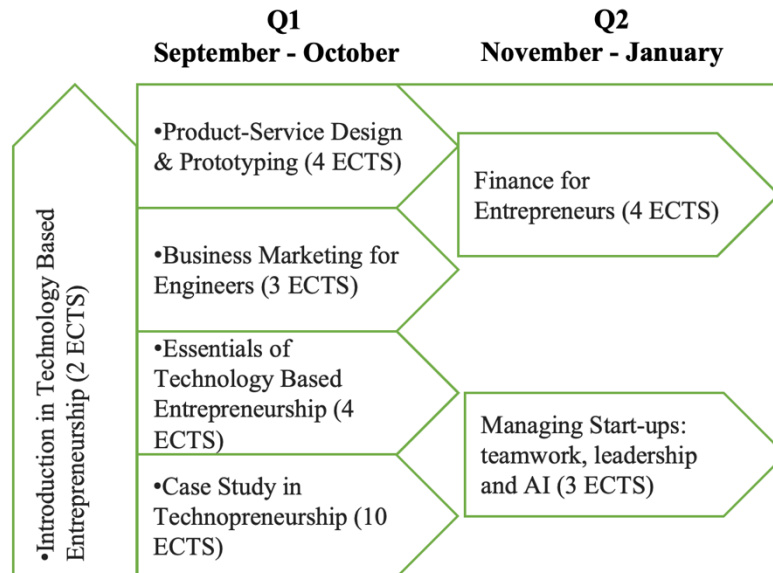 Q1
September - October
Q2
November - January
•Introduction in Technology Based
Entrepreneurship (2 ECTS)
•Product-Service Design
& Prototyping (4 ECTS)
•Business Marketing for
Engineers (3 ECTS)
•Essentials of
Technology Based
Entrepreneurship (4
ECTS)
•Case Study in
Technopreneurship (10
ECTS)
Finance for
Entrepreneurs (4 ECTS)
Managing Start-ups:
teamwork, leadership
and AI (3 ECTS)